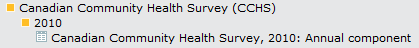 Canadian Community Health Survey (CCHS)
2010
Canadian Community Health Survey, 2010: Annual component